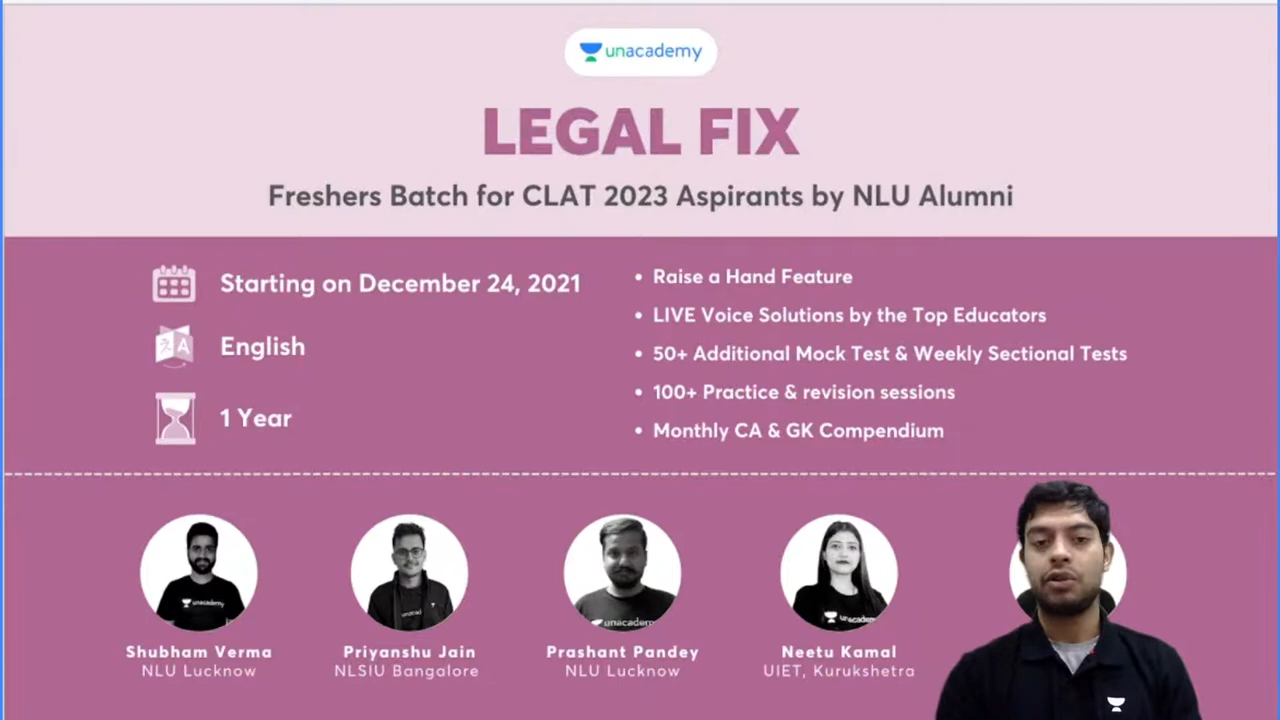 unacademy
LEGAL FIX
Freshers Batch for CLAT 2023 Aspirants by NLU Alumni
Starting on December 24, 2021
English
1 Year
• Raise a Hand Feature
• LIVE Voice Solutions by the Top Educators
• 50+ Additional Mock Test & Weekly Sectional Tests
• 100+ Practice & revision sessions
• Monthly CA & GK Compendium
Shubham Verma
NLU Lucknow
Priyanshu Jain
NLSIU Bangalore
Prashant Pandey
NLU Lucknow
Neetu Kamal
UIET, Kurukshetra